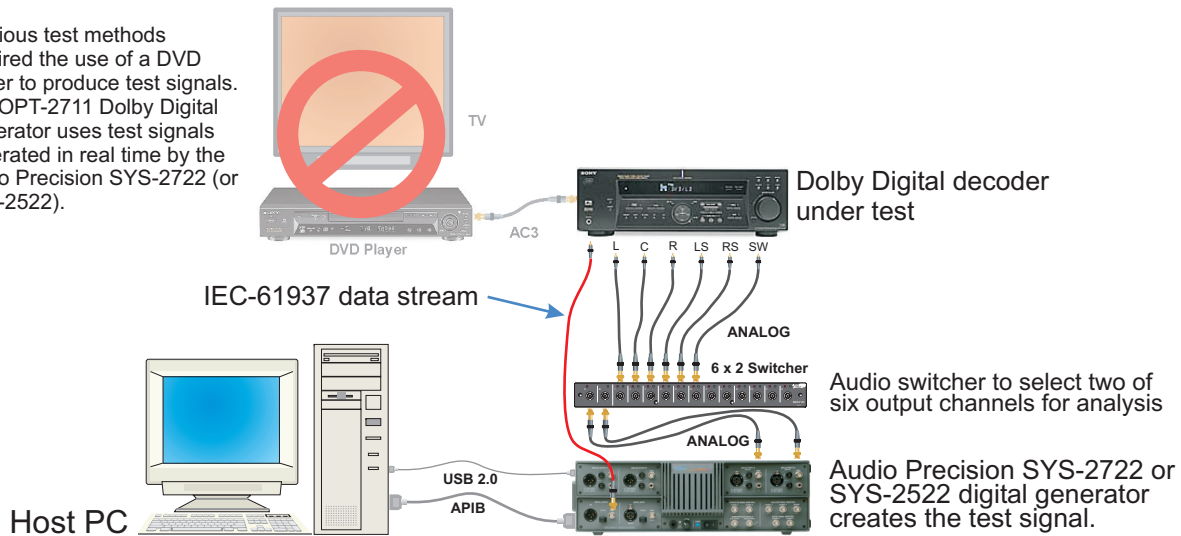 ious test methods
ired the use of a DVD
er to produce test signals.
OPT-2711 Dolby Digital
erator uses test signals
erated in real time by the
o Precision SYS-2722 (or
-2522).
TV
DVD Player
AC3
SONY
Dolby Digital decoder
under test
L C R LS RS SW
IEC-61937 data stream
ANALOG
6 x 2 Switcher
Audio switcher to select two of
six output channels for analysis
ANALOG
USB 2.0
APIB
Host PC
Audio Precision SYS-2722 or
SYS-2522 digital generator
creates the test signal.